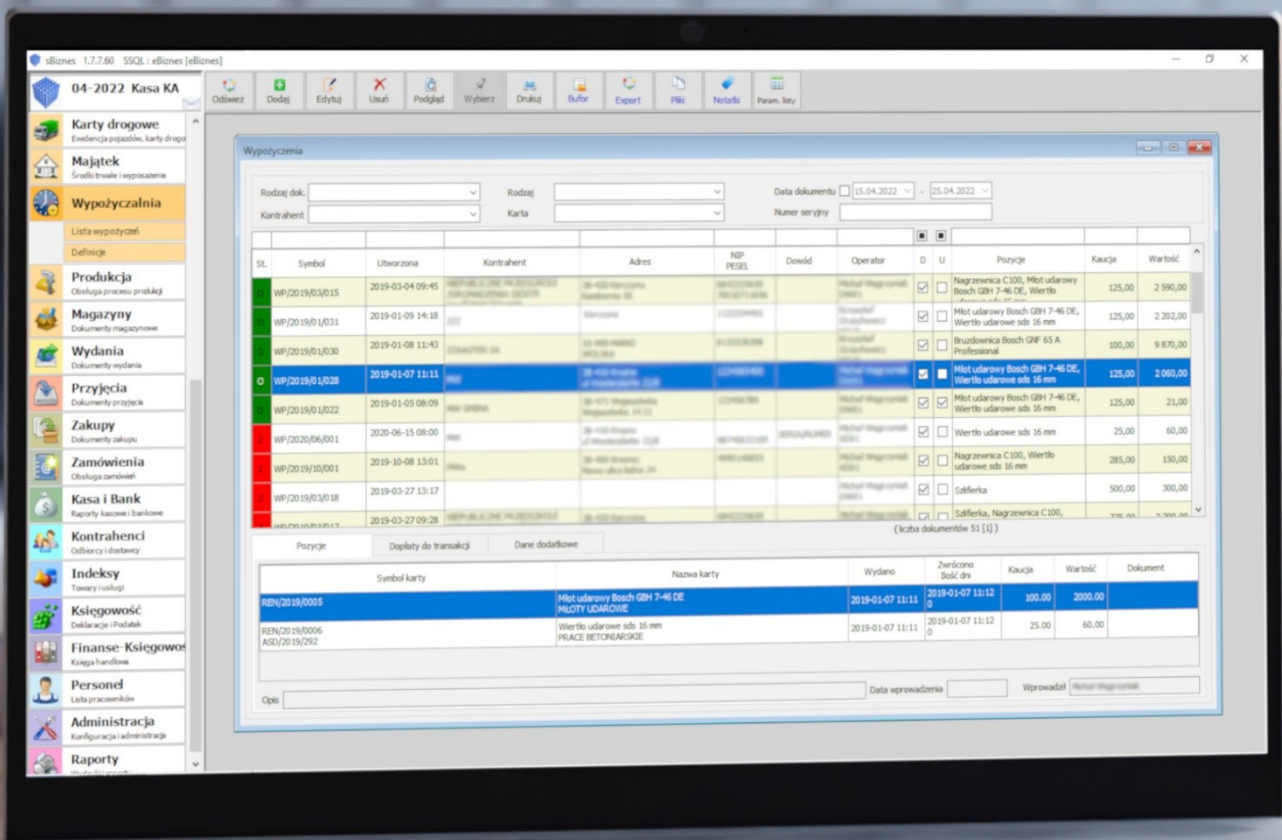 sBiznes 1.7.7.60 SSQL : eBiznes [eBiznes]
04-2022 Kasa KA
Odśwież Dodaj Edytuj Usuń Podgląd Wybierz Drukuj Bufor Export Pliki Notatki Param. listy
Karty drogowe
Ewidencja pojazdów, karty drogo
Majątek
Środki trwałe i wyposażenie
Wypożyczalnia
Lista wypożyczeń
Definicje
Produkcja
Obsługa procesu produkcji
Magazyny
Dokumenty magazynowe
Wydania
Dokumenty wydania
Przyjęcia
Dokumenty przyjęcia
Zakupy
Dokumenty zakupu
Zamówienia
Obsługa zamówień
Kasa i Bank
Raporty kasowe i bankowe
Kontrahenci
Odbiorcy i dostawcy
Indeksy
Towary i usługi
Księgowość
Deklaracje i Podatek
Finanse-Księgowoś
Księga handlowa
Personel
Lista pracowników
Administracja
Konfiguracja i administracja
Raporty
Wypożyczenia
Rodzaj dok. Rodzaj Data dokumentu 15.04.2022 - 25.04.2022
Kontrahent Karta Numer seryjny
St. Symbol Utworzona Kontrahent Adres NIP PESEL Dowód Operator D U Pozycje Kaucja Wartość
O WP/2019/03/015 2019-03-04 09:45 Nagrzewnica C100, Młot udarowy 125,00 2 590,00
Bosch GBH 7-46 DE, Wiertło
O WP/2019/01/031 2019-01-09 14:18 Młot udarowy Bosch GBH 7-46 DE, 125,00 2 202,00
Wiertło udarowe sds 16 mm
O WP/2019/01/030 2019-01-08 11:43 Bruzdownica Bosch GNF 65 A 100,00 9 870,00
Professional
O WP/2019/01/028 2019-01-07 11:11 Młot udarowy Bosch GBH 7-46 DE, 125,00 2 060,00
Wiertło udarowe sds 16 mm
O WP/2019/01/022 2019-01-05 08:09 Młot udarowy Bosch GBH 7-46 DE, 125,00 21,00
Wiertło udarowe sds 16 mm
Z WP/2020/06/001 2020-06-15 08:00 Wiertło udarowe sds 16 mm 25,00 60,00
Z WP/2019/10/001 2019-10-08 13:01 Nagrzewnica C100, Wiertło 285,00 150,00
udarowe sds 16 mm
Z WP/2019/03/018 2019-03-27 13:17 Szlifierka 500,00 300,00
2019-03-27 09:28 Szlifierka, Nagrzewnica C100,
( liczba dokumentów 51 [1] )
Pozycje Dopłaty do transakcji Dane dodatkowe
Symbol karty Nazwa karty Wydano Zwrócono Ilość dni Kaucja Wartość Dokument
REN/2019/0005 Młot udarowy Bosch GBH 7-46 DE 2019-01-07 11:11 2019-01-07 11:12 100.00 2000.00
MŁOTY UDAROWE 0
REN/2019/0006 Wiertło udarowe sds 16 mm 2019-01-07 11:11 2019-01-07 11:12 25.00 60.00
ASD/2019/292 PRACE BETONIARSKIE 0
Opis Data wprowadzenia Wprowadził